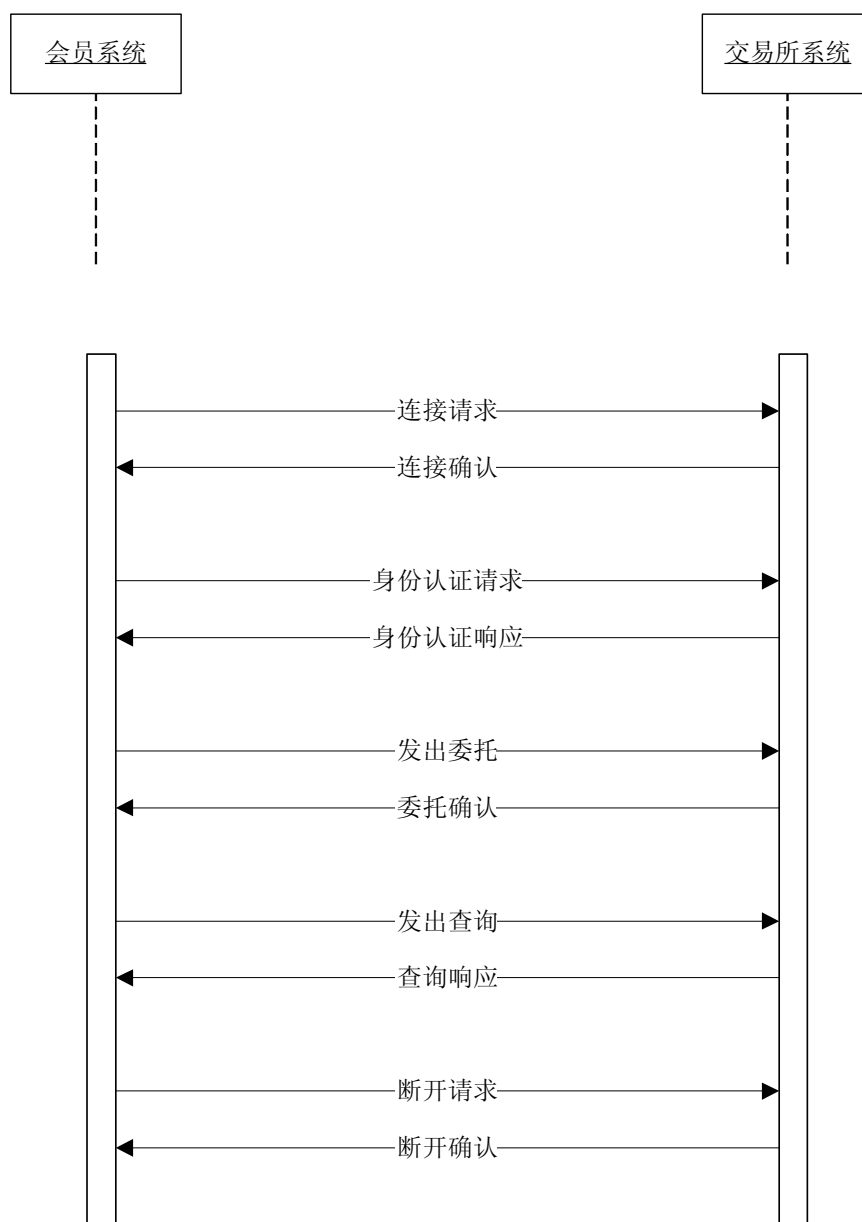 会员系统
交易所系统
连接请求
连接确认
身份认证请求
身份认证响应
发出委托
委托确认
发出查询
查询响应
断开请求
断开确认